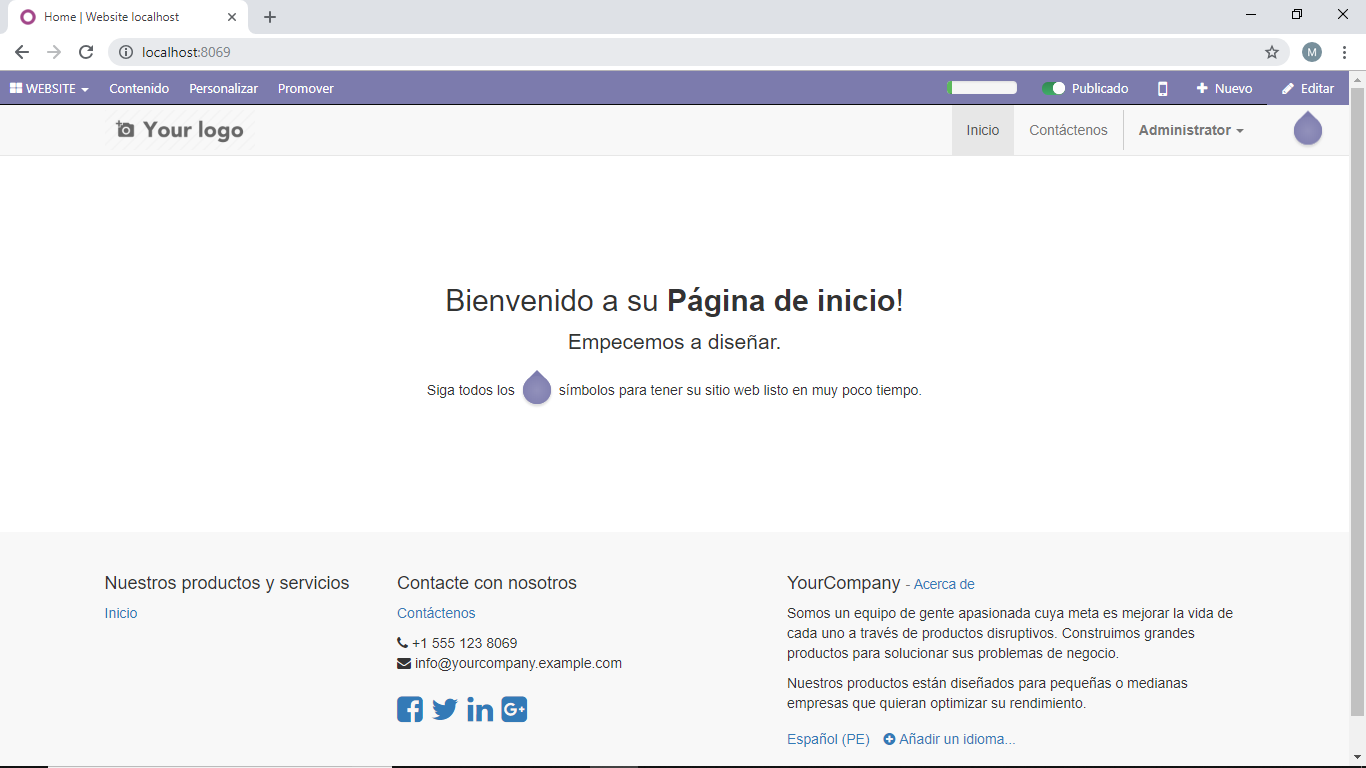 Home | Website localhost
localhost:8069
M
WEBSITE Contenido Personalizar Promover Publicado Nuevo Editar
Your logo Inicio Contáctenos Administrator
Bienvenido a su Página de inicio!
Empecemos a diseñar.
Siga todos los símbolos para tener su sitio web listo en muy poco tiempo.
Nuestros productos y servicios
Inicio
Contacte con nosotros
Contáctenos
+1 555 123 8069
info@yourcompany.example.com
YourCompany - Acerca de
Somos un equipo de gente apasionada cuya meta es mejorar la vida de
cada uno a través de productos disruptivos. Construimos grandes
productos para solucionar sus problemas de negocio.
Nuestros productos están diseñados para pequeñas o medianas
empresas que quieran optimizar su rendimiento.
Español (PE) Añadir un idioma...